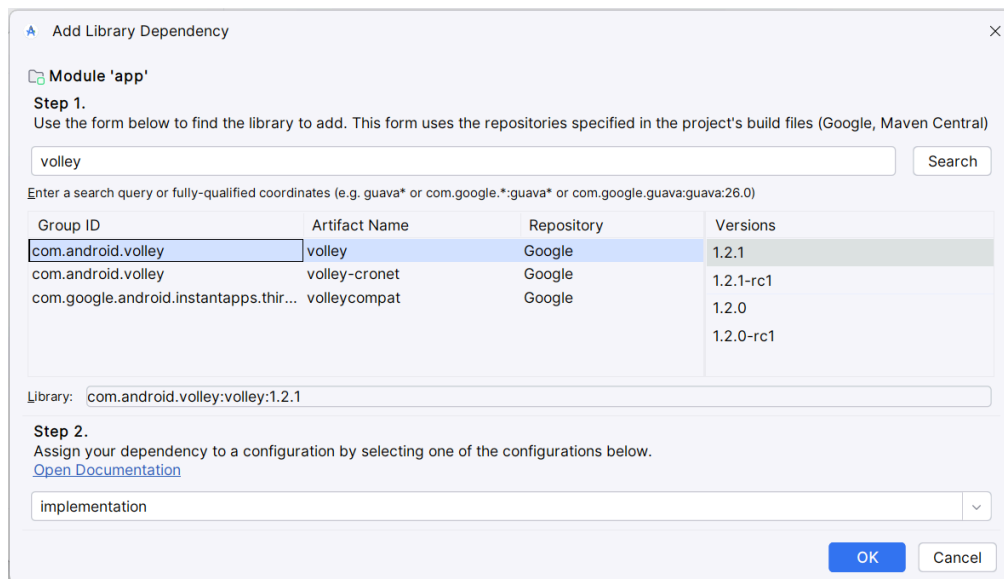 Add Library Dependency
Module 'app'
Step 1.
Use the form below to find the library to add. This form uses the repositories specified in the project's build files (Google, Maven Central)
volley Search
Enter a search query or fully-qualified coordinates (e.g. guava* or com.google.*:guava* or com.google.guava:guava:26.0)
Group ID Artifact Name Repository Versions
com.android.volley volley Google 1.2.1
com.android.volley volley-cronet Google 1.2.1-rc1
com.google.android.instantapps.thir... volleycompat Google 1.2.0
1.2.0-rc1
Library: com.android.volley:volley:1.2.1
Step 2.
Assign your dependency to a configuration by selecting one of the configurations below.
Open Documentation
implementation
OK Cancel